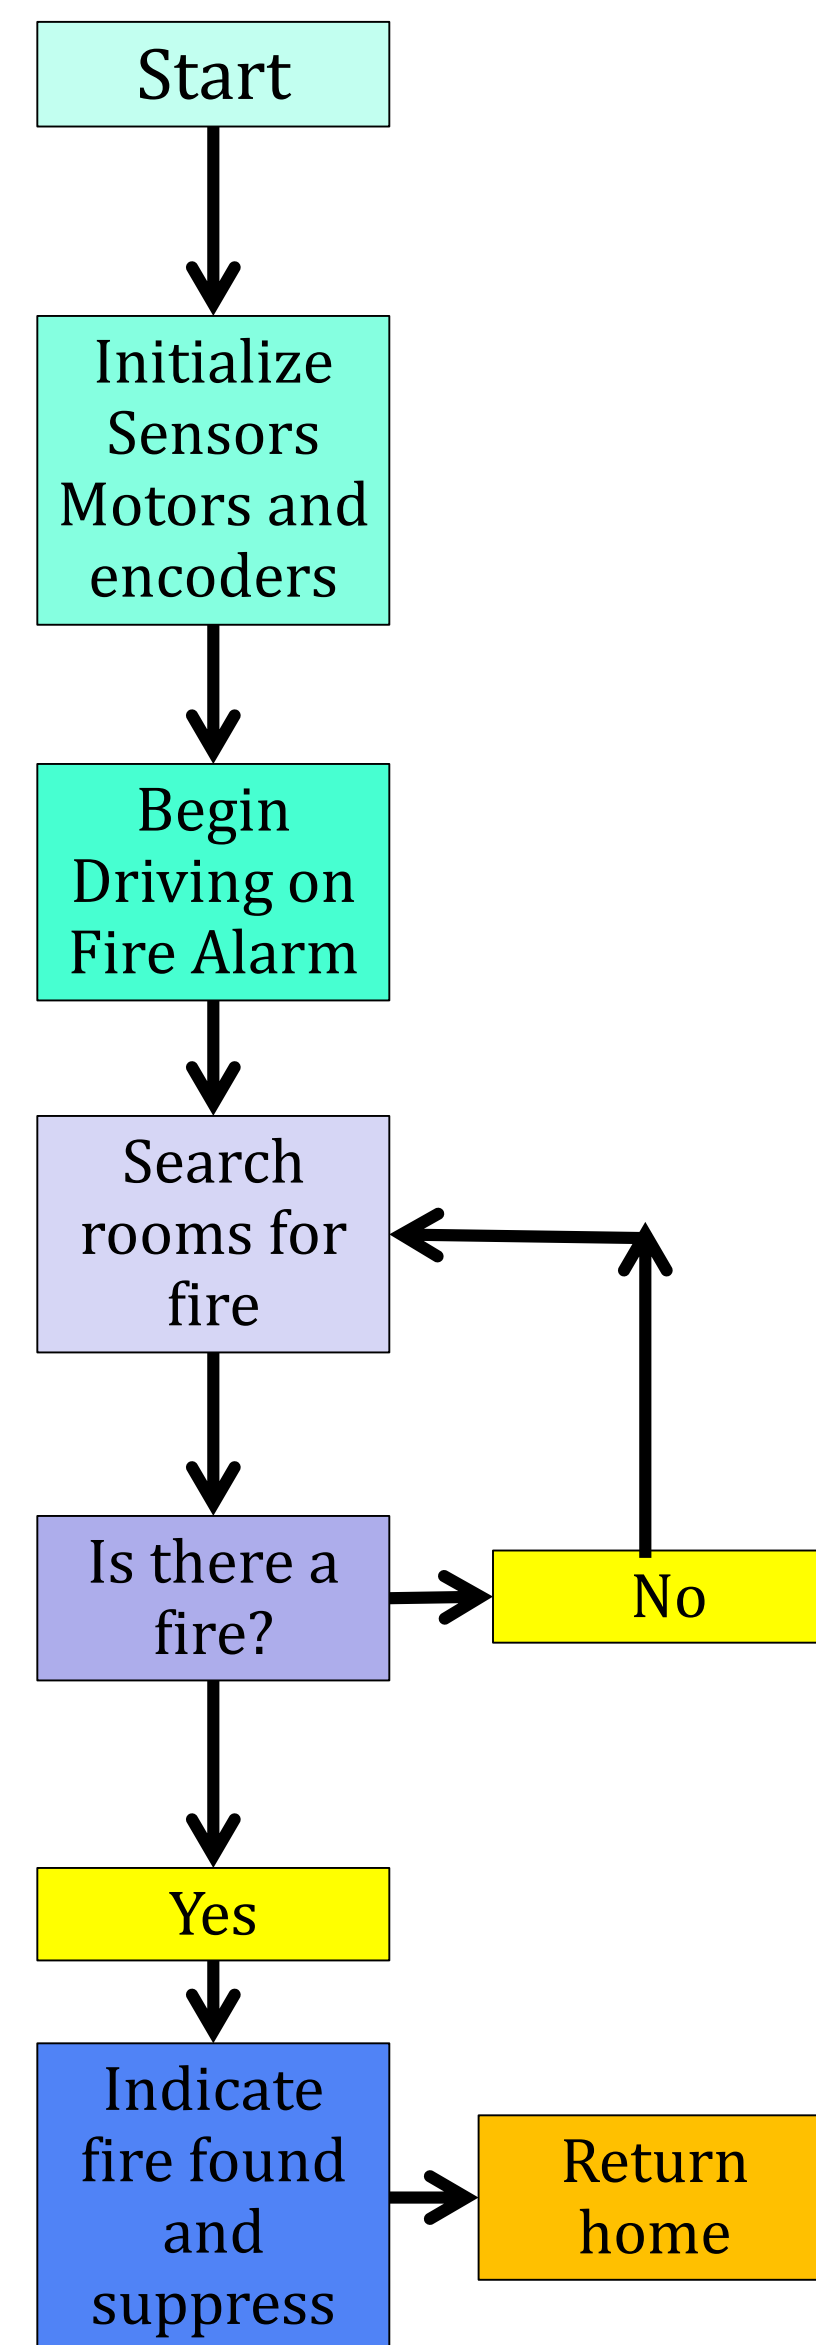 Start
Initialize
Sensors
Motors and
encoders
Begin
Driving on
Fire Alarm
Search
rooms for
fire
Is there a
fire?
No
Yes
Indicate
fire found
and
suppress
Return
home